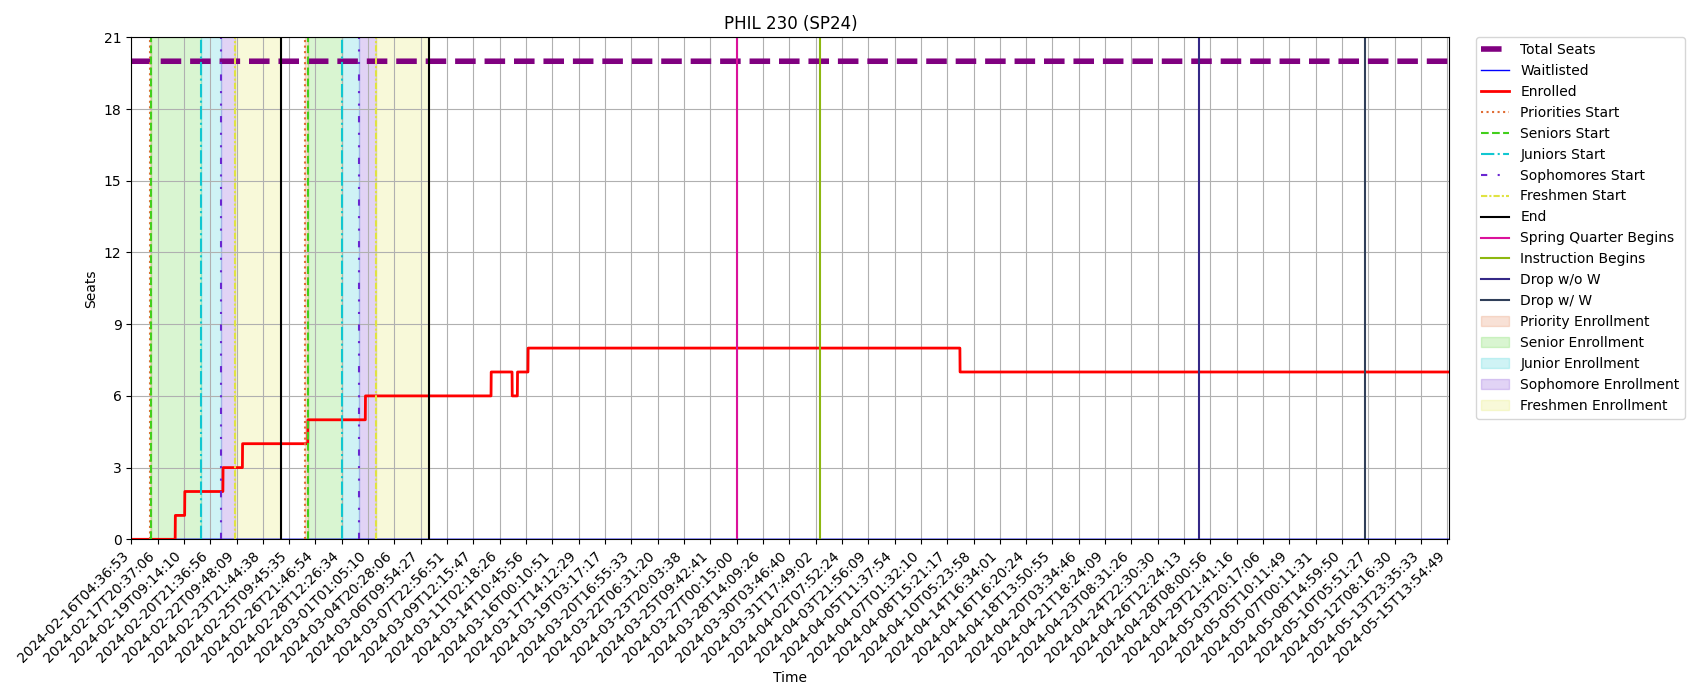 PHIL 230 (SP24)
Seats
21
18
15
12
9
6
3
0
2024-02-16T04:36:53
2024-02-17T20:37:06
2024-02-19T09:14:10
2024-02-20T21:36:56
2024-02-22T09:48:09
2024-02-23T21:44:38
2024-02-25T09:45:35
2024-02-26T21:46:54
2024-02-28T12:26:34
2024-03-01T01:05:10
2024-03-04T20:28:06
2024-03-06T09:54:27
2024-03-07T22:56:51
2024-03-09T12:15:47
2024-03-11T02:18:26
2024-03-14T10:45:56
2024-03-16T00:10:51
2024-03-17T14:12:29
2024-03-19T03:17:17
2024-03-20T16:55:33
2024-03-22T06:31:20
2024-03-23T20:03:38
2024-03-25T09:42:41
2024-03-27T00:15:00
2024-03-28T14:09:26
2024-03-30T03:46:40
2024-03-31T17:49:02
2024-04-02T07:52:24
2024-04-03T21:56:09
2024-04-05T11:37:54
2024-04-07T01:32:10
2024-04-08T15:21:17
2024-04-10T05:23:58
2024-04-14T16:34:01
2024-04-16T16:20:24
2024-04-18T13:50:55
2024-04-20T03:34:46
2024-04-21T18:24:09
2024-04-23T08:31:26
2024-04-24T22:30:30
2024-04-26T12:24:13
2024-04-28T08:00:56
2024-04-29T21:41:16
2024-05-03T20:17:06
2024-05-05T10:11:49
2024-05-07T00:11:31
2024-05-08T14:59:50
2024-05-10T05:51:27
2024-05-12T08:16:30
2024-05-13T23:35:33
2024-05-15T13:54:49
Time
Total Seats
Waitlisted
Enrolled
Priorities Start
Seniors Start
Juniors Start
Sophomores Start
Freshmen Start
End
Spring Quarter Begins
Instruction Begins
Drop w/o W
Drop w/ W
Priority Enrollment
Senior Enrollment
Junior Enrollment
Sophomore Enrollment
Freshmen Enrollment